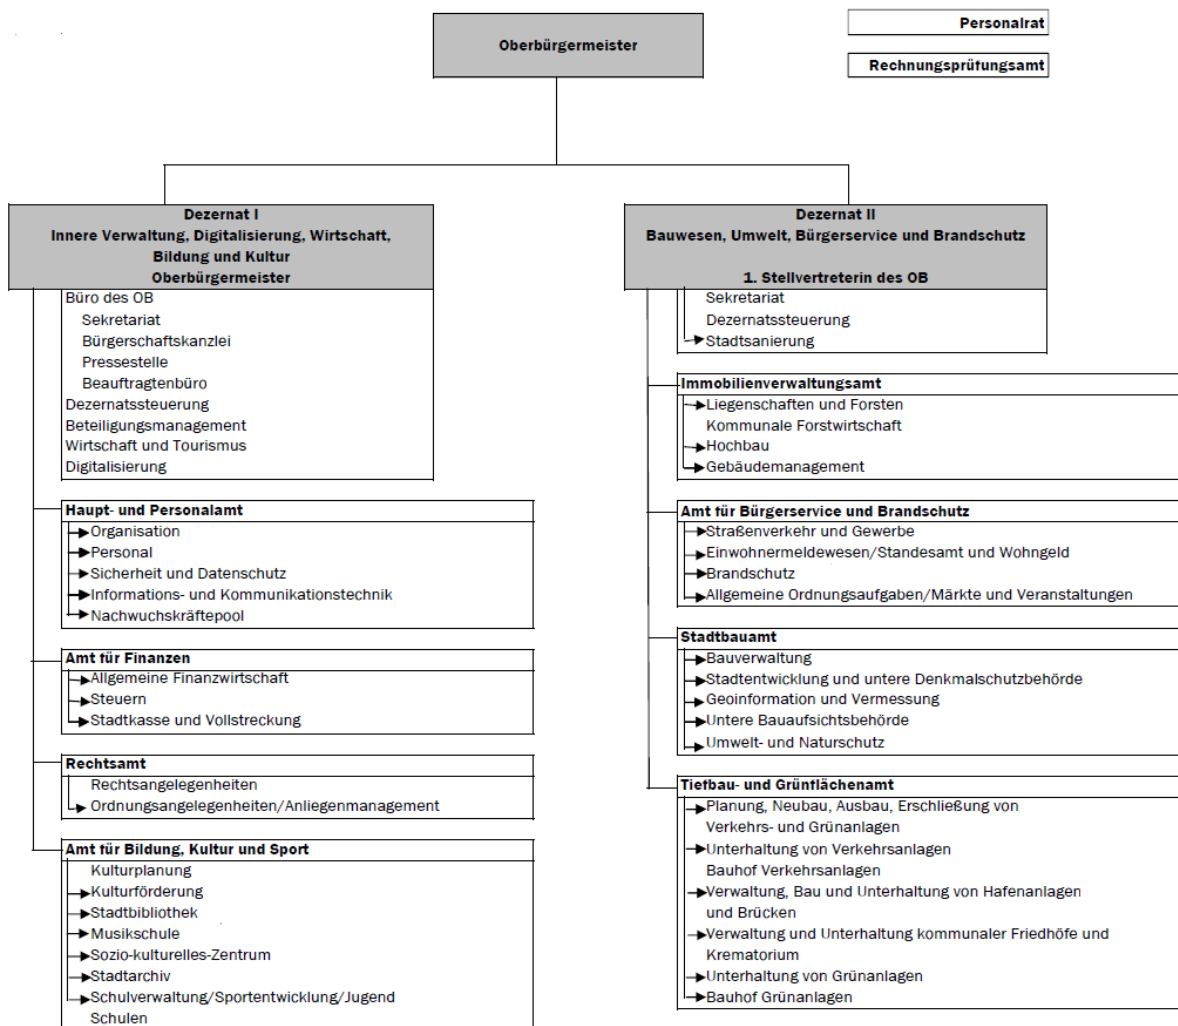 Oberbürgermeister
Personalrat
Rechnungsprüfungsamt
Dezernat I
Innere Verwaltung, Digitalisierung, Wirtschaft,
Bildung und Kultur
Oberbürgermeister
Büro des OB
Sekretariat
Bürgerschaftskanzlei
Pressestelle
Beauftragtenbüro
Dezernatssteuerung
Beteiligungsmanagement
Wirtschaft und Tourismus
Digitalisierung
Haupt- und Personalamt
Organisation
Personal
Sicherheit und Datenschutz
Informations- und Kommunikationstechnik
Nachwuchskräftepool
Amt für Finanzen
Allgemeine Finanzwirtschaft
Steuern
Stadtkasse und Vollstreckung
Rechtsamt
Rechtsangelegenheiten
Ordnungsangelegenheiten/Anliegenmanagement
Amt für Bildung, Kultur und Sport
Kulturplanung
Kulturförderung
Stadtbibliothek
Musikschule
Sozio-kulturelles-Zentrum
Stadtarchiv
Schulverwaltung/Sportentwicklung/Jugend
Schulen
Dezernat II
Bauwesen, Umwelt, Bürgerservice und Brandschutz
1. Stellvertreterin des OB
Sekretariat
Dezernatssteuerung
Stadtsanierung
Immobilienverwaltungsamt
Liegenschaften und Forsten
Kommunale Forstwirtschaft
Hochbau
Gebäudemanagement
Amt für Bürgerservice und Brandschutz
Straßenverkehr und Gewerbe
Einwohnermeldewesen/Standesamt und Wohngeld
Brandschutz
Allgemeine Ordnungsaufgaben/Märkte und Veranstaltungen
Stadtbauamt
Bauverwaltung
Stadtentwicklung und untere Denkmalschutzbehörde
Geoinformation und Vermessung
Untere Bauaufsichtsbehörde
Umwelt- und Naturschutz
Tiefbau- und Grünflächenamt
Planung, Neubau, Ausbau, Erschließung von
Verkehrs- und Grünanlagen
Unterhaltung von Verkehrsanlagen
Bauhof Verkehrsanlagen
Verwaltung, Bau und Unterhaltung von Hafenanlagen
und Brücken
Verwaltung und Unterhaltung kommunaler Friedhöfe und
Krematorium
Unterhaltung von Grünanlagen
Bauhof Grünanlagen